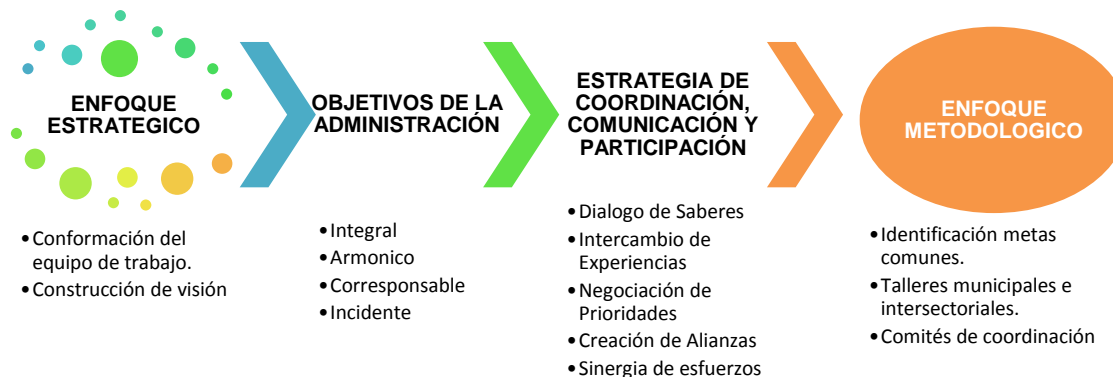 ENFOQUE
ESTRATEGICO
•Conformación del
equipo de trabajo.
•Construcción de visión
OBJETIVOS DE LA
ADMINISTRACIÓN
•Integral
•Armonico
•Corresponsable
•Incidente
ESTRATEGIA DE
COORDINACIÓN,
COMUNICACIÓN Y
PARTICIPACIÓN
•Dialogo de Saberes
•Intercambio de
Experiencias
•Negociación de
Prioridades
•Creación de Alianzas
•Sinergia de esfuerzos
ENFOQUE
METODOLOGICO
•Identificación metas
comunes.
•Talleres municipales e
intersectoriales.
•Comités de coordinación